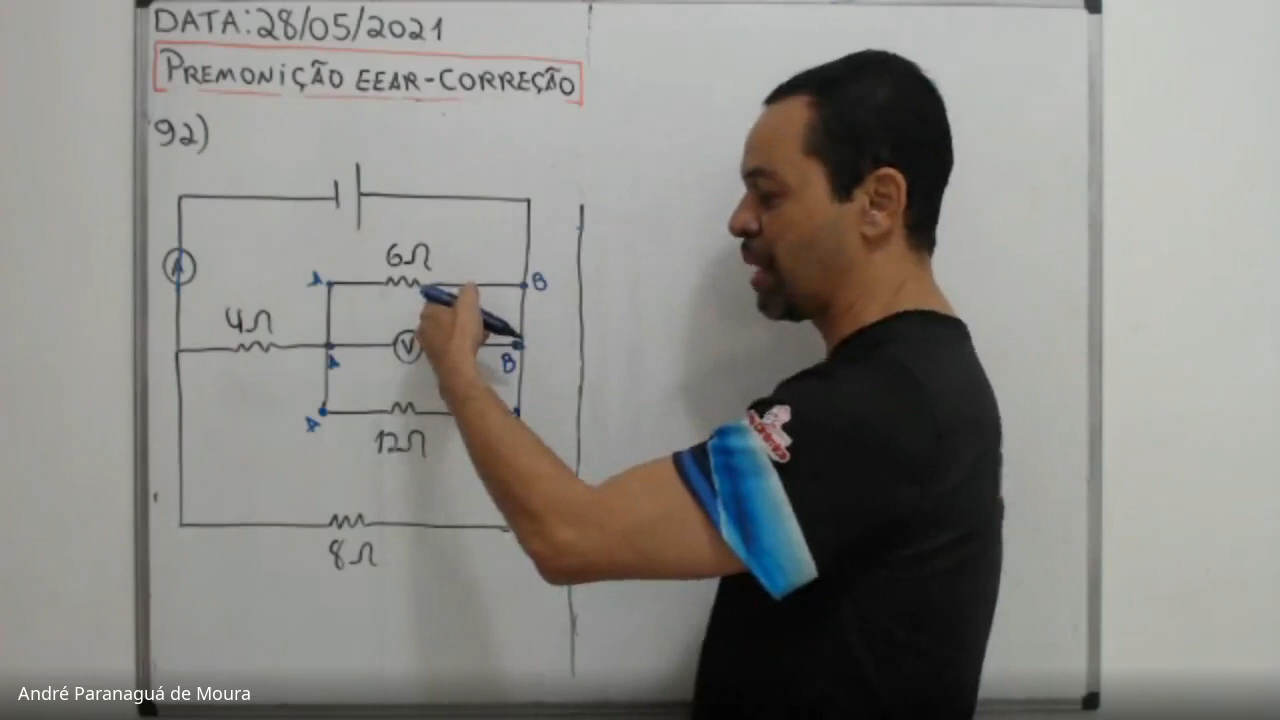 DATA: 28/05/2021
PREMONIÇÃO EEAR-CORREÇÃO
92)
6Ω
A
A
B
4Ω
V
A
B
A
12Ω
8Ω
André Paranaguá de Moura